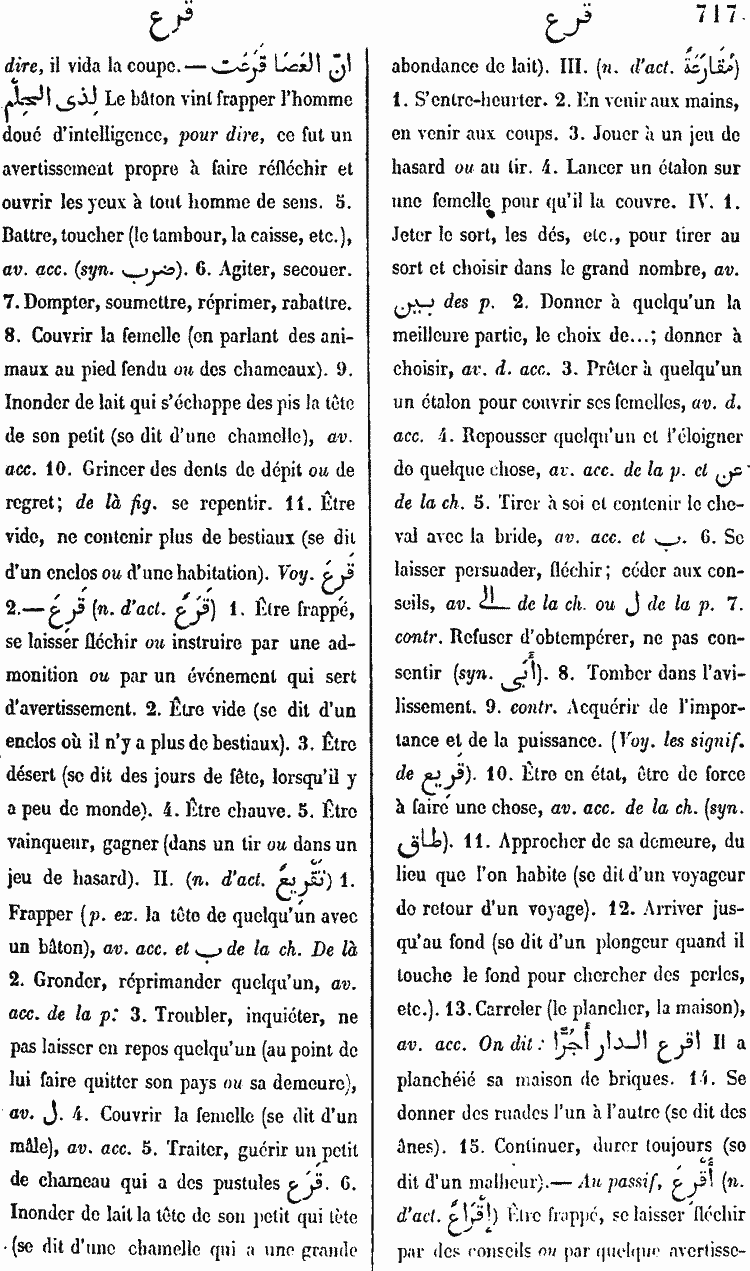 قرع
قرع
717.
dire, il vida la coupe. — انّ العَصَا قُرِعَت
لِذى الحِلْم Le bâton vint frapper l'homme
doué d'intelligence, pour dire, ce fut un
avertissement propre à faire réfléchir et
ouvrir les yeux à tout homme de sens. 5.
Battre, toucher (le tambour, la caisse, etc.),
av. acc. (syn. ضرب). 6. Agiter, secouer.
7. Dompter, soumettre, réprimer, rabattre.
8. Couvrir la femelle (en parlant des ani-
maux au pied fendu ou des chameaux). 9.
Inonder de lait qui s'échappe des pis la tête
de son petit (se dit d'une chamelle), av.
acc. 10. Grincer des dents de dépit ou de
regret; de là fig. se repentir. 11. Être
vide, ne contenir plus de bestiaux (se dit
d'un enclos ou d'une habitation). Voy. قَرِعَ
2. — قَرِعَ (n. d'act. قَرَعٌ) 1. Être frappé,
se laisser fléchir ou instruire par une ad-
monition ou par un événement qui sert
d'avertissement. 2. Être vide (se dit d'un
enclos où il n'y a plus de bestiaux). 3. Être
désert (se dit des jours de fête, lorsqu'il y
a peu de monde). 4. Être chauve. 5. Être
vainqueur, gagner (dans un tir ou dans un
jeu de hasard). II. (n. d'act. تَقْرِيعٌ) 1.
Frapper (p. ex. la tête de quelqu'un avec
un bâton), av. acc. et ب de la ch. De là
2. Gronder, réprimander quelqu'un, av.
acc. de la p. 3. Troubler, inquiéter, ne
pas laisser en repos quelqu'un (au point de
lui faire quitter son pays ou sa demeure),
av. ل. 4. Couvrir la femelle (se dit d'un
mâle), av. acc. 5. Traiter, guérir un petit
de chameau qui a des pustules قَرَع. 6.
Inonder de lait la tête de son petit qui tète
(se dit d'une chamelle qui a une grande
abondance de lait). III. (n. d'act. مُقَارَعَةٌ)
1. S'entre-heurter. 2. En venir aux mains,
en venir aux coups. 3. Jouer à un jeu de
hasard ou au tir. 4. Lancer un étalon sur
une femelle pour qu'il la couvre. IV. 1.
Jeter le sort, les dés, etc., pour tirer au
sort et choisir dans le grand nombre, av.
بين des p. 2. Donner à quelqu'un la
meilleure partie, le choix de...; donner à
choisir, av. d. acc. 3. Prêter à quelqu'un
un étalon pour couvrir ses femelles, av. d.
acc. 4. Repousser quelqu'un et l'éloigner
de quelque chose, av. acc. de la p. et عن
de la ch. 5. Tirer à soi et contenir le che-
val avec la bride, av. acc. et ب. 6. Se
laisser persuader, fléchir; céder aux con-
seils, av. الى de la ch. ou ل de la p. 7.
contr. Refuser d'obtempérer, ne pas con-
sentir (syn. أَبَى). 8. Tomber dans l'avi-
lissement. 9. contr. Acquérir de l'impor-
tance et de la puissance. (Voy. les signif.
de قَرِيع). 10. Être en état, être de force
à faire une chose, av. acc. de la ch. (syn.
طاق). 11. Approcher de sa demeure, du
lieu que l'on habite (se dit d'un voyageur
de retour d'un voyage). 12. Arriver jus-
qu'au fond (se dit d'un plongeur quand il
touche le fond pour chercher des perles,
etc.). 13. Carreler (le plancher, la maison),
av. acc. On dit : اقرع الدار أَجُرًّا Il a
planchéié sa maison de briques. 14. Se
donner des ruades l'un à l'autre (se dit des
ânes). 15. Continuer, durer toujours (se
dit d'un malheur). — Au passif, أُقْرِعَ (n.
d'act. إِقْرَاعٌ) Être frappé, se laisser fléchir
par des conseils ou par quelque avertisse-